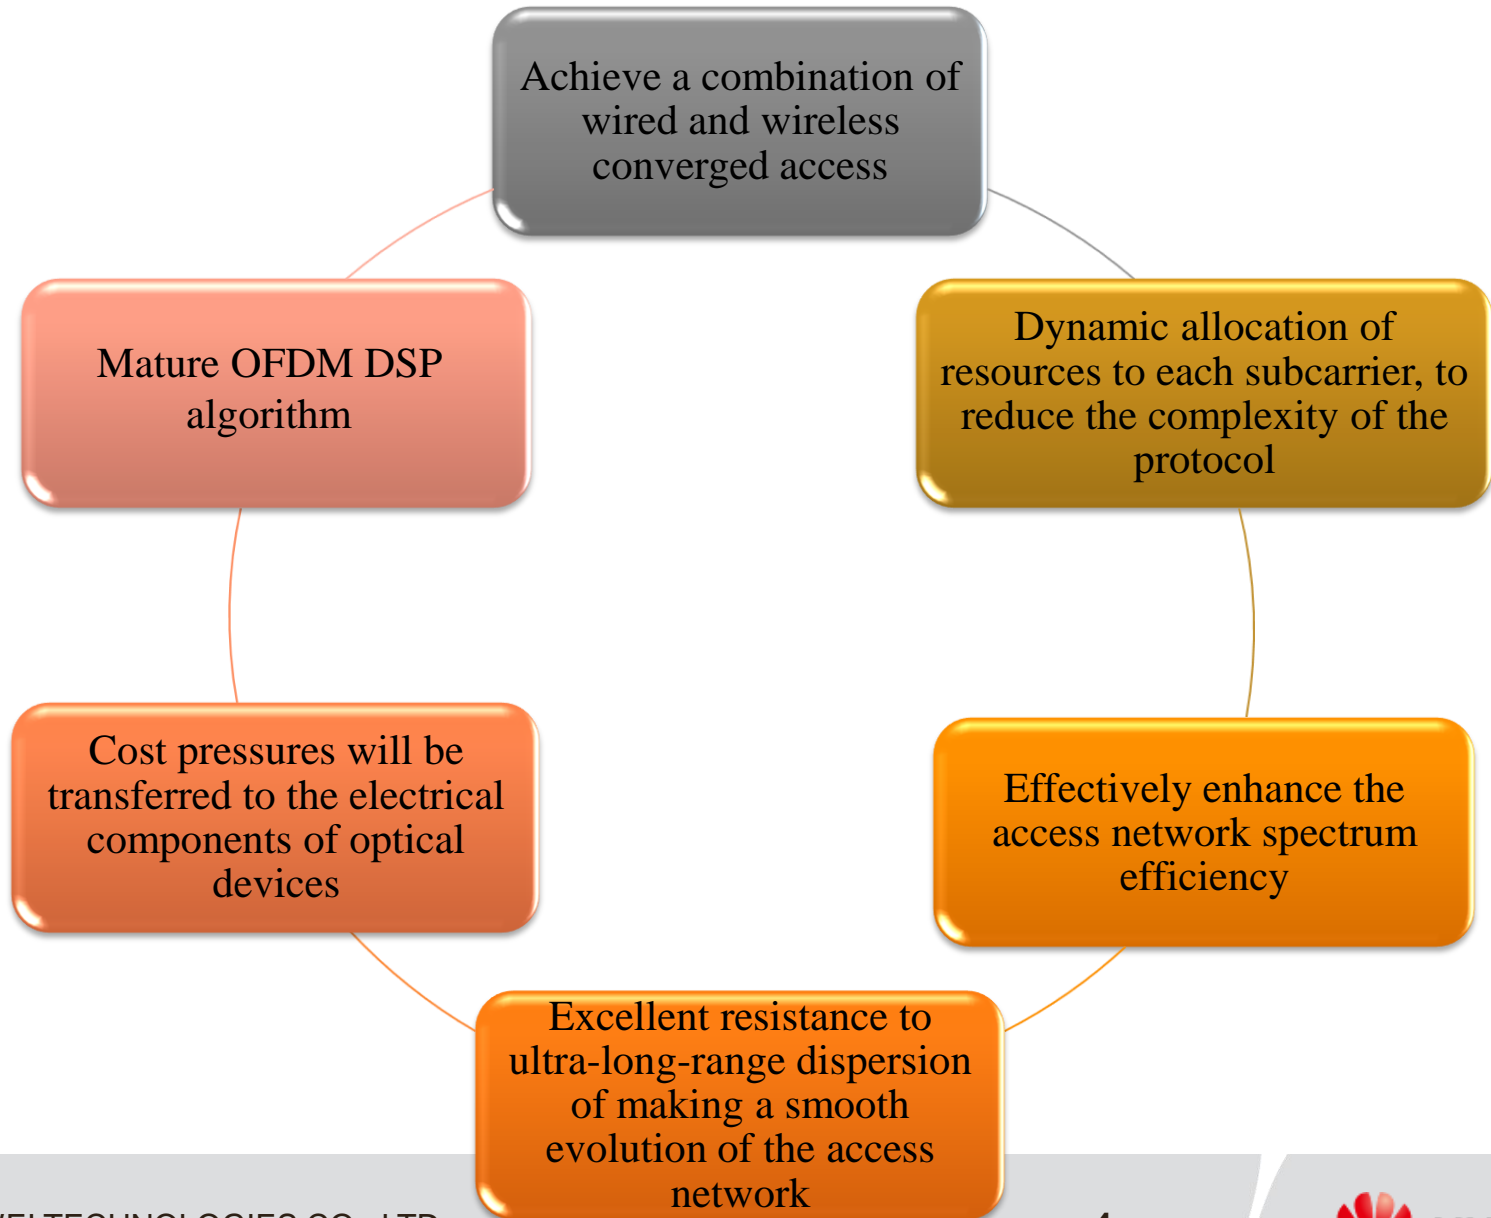 Achieve a combination of
wired and wireless
converged access
Mature OFDM DSP
algorithm
Dynamic allocation of
resources to each subcarrier, to
reduce the complexity of the
protocol
Cost pressures will be
transferred to the electrical
components of optical
devices
Effectively enhance the
access network spectrum
efficiency
Excellent resistance to
ultra-long-range dispersion
of making a smooth
evolution of the access
network